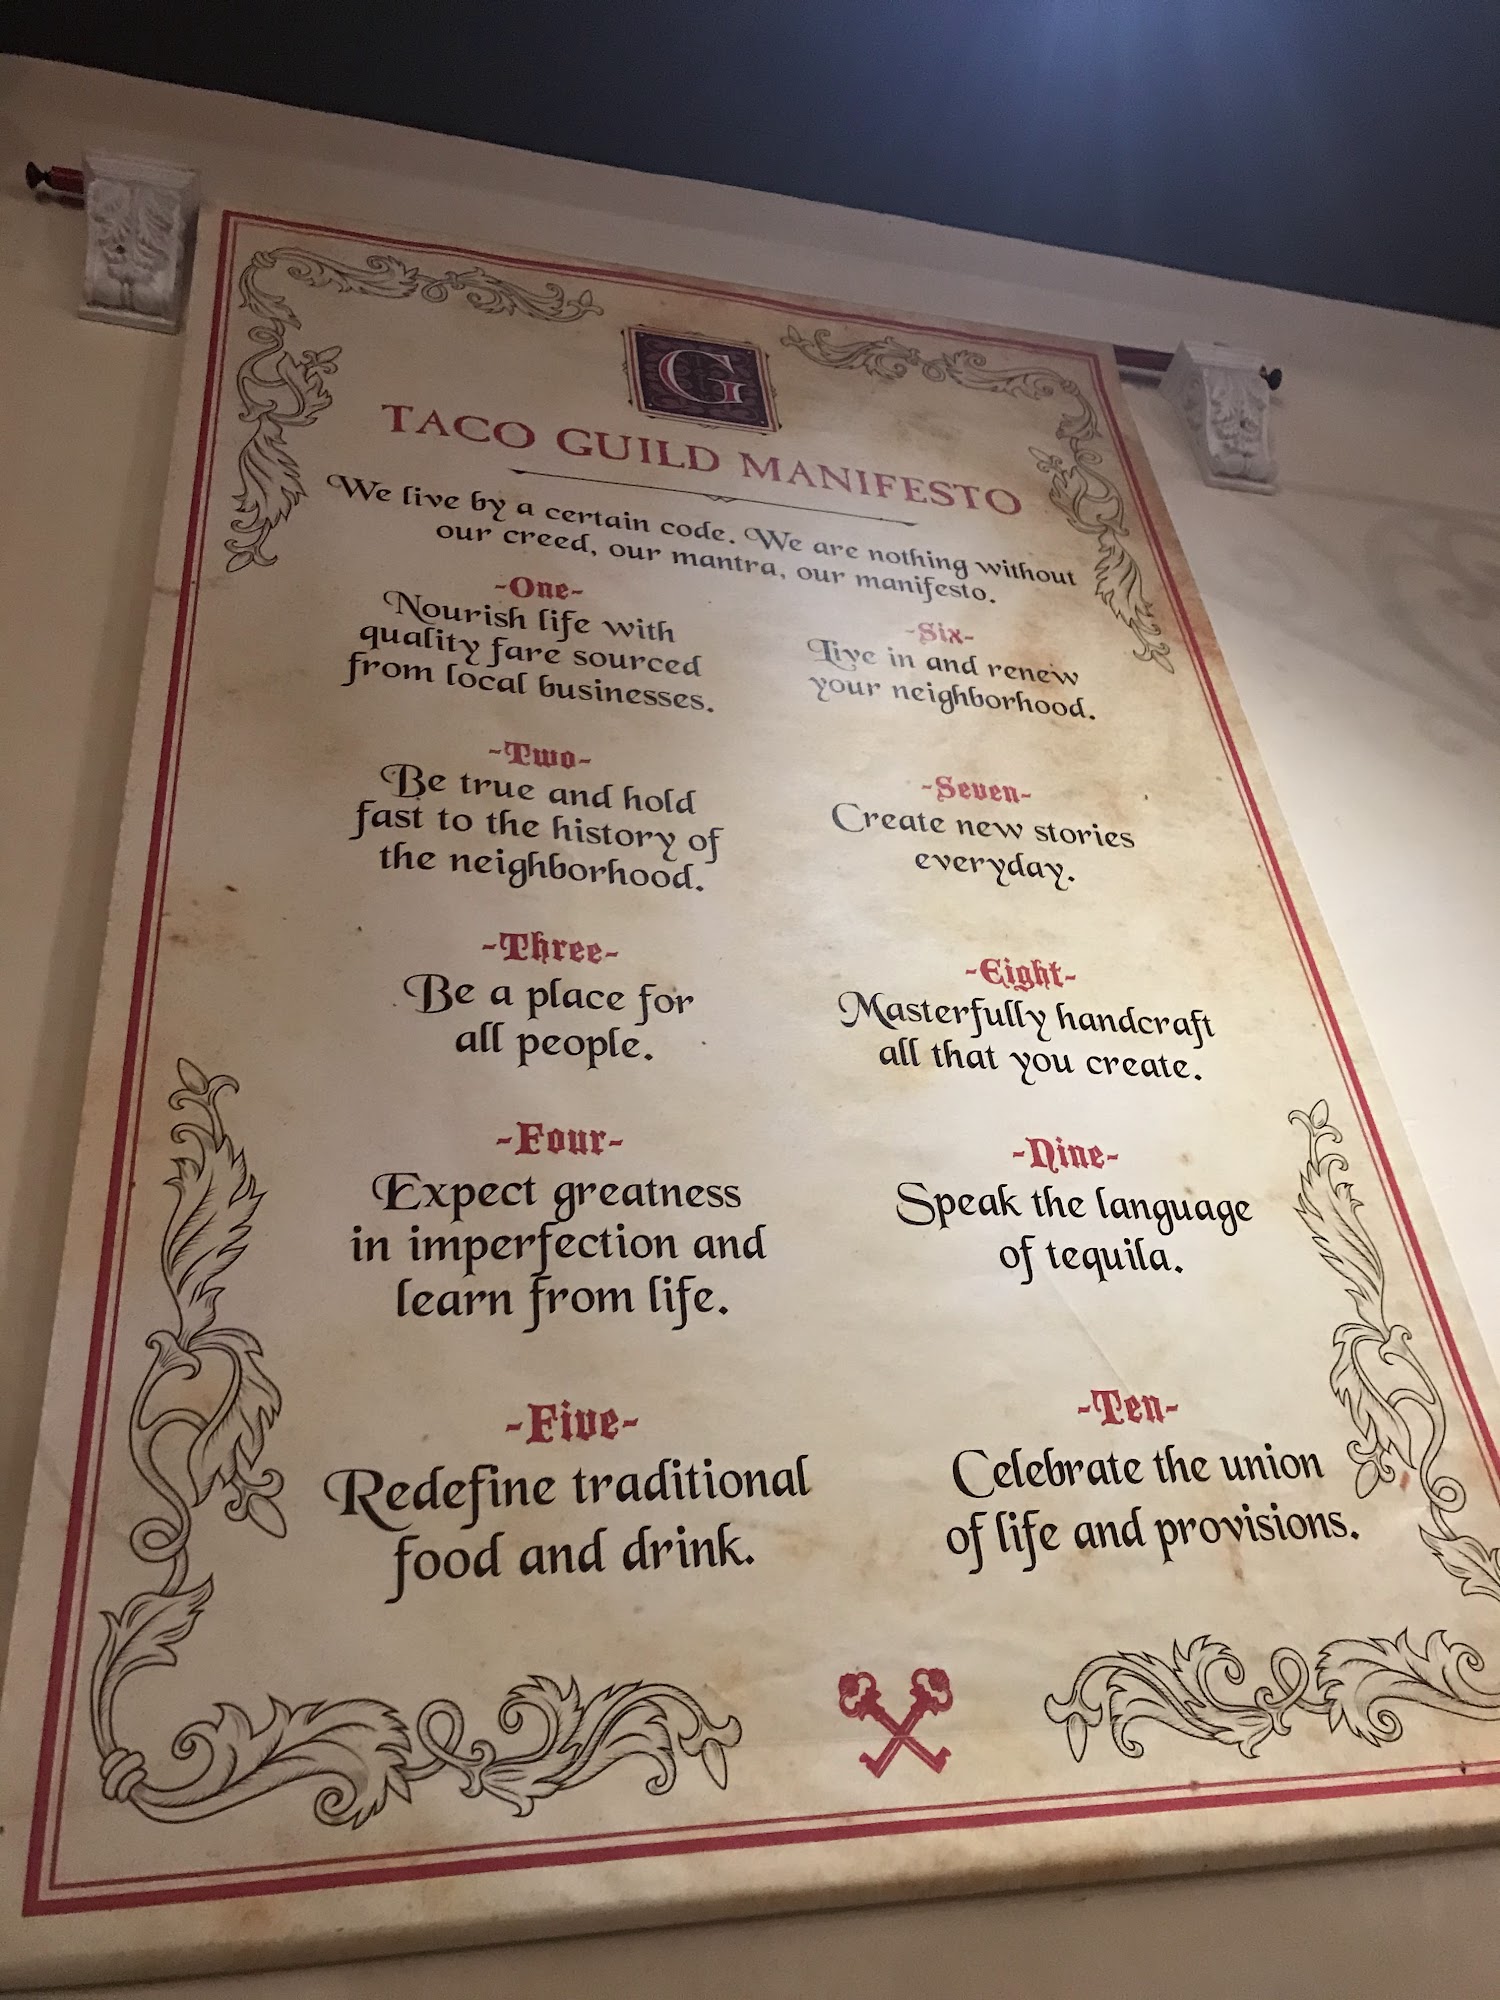 G
TACO GUILD MANIFESTO
We live by a certain code. We are nothing without
our creed, our mantra, our manifesto.
-One-
Nourish life with
quality fare sourced
from local businesses.
-Two-
Be true and hold
fast to the history of
the neighborhood.
-Three-
Be a place for
all people.
-Four-
Expect greatness
in imperfection and
learn from life.
-Five-
Redefine traditional
food and drink.
-Six-
Live in and renew
your neighborhood.
-Seven-
Create new stories
everyday.
-Eight-
Masterfully handcraft
all that you create.
-Nine-
Speak the language
of tequila.
-Ten-
Celebrate the union
of life and provisions.